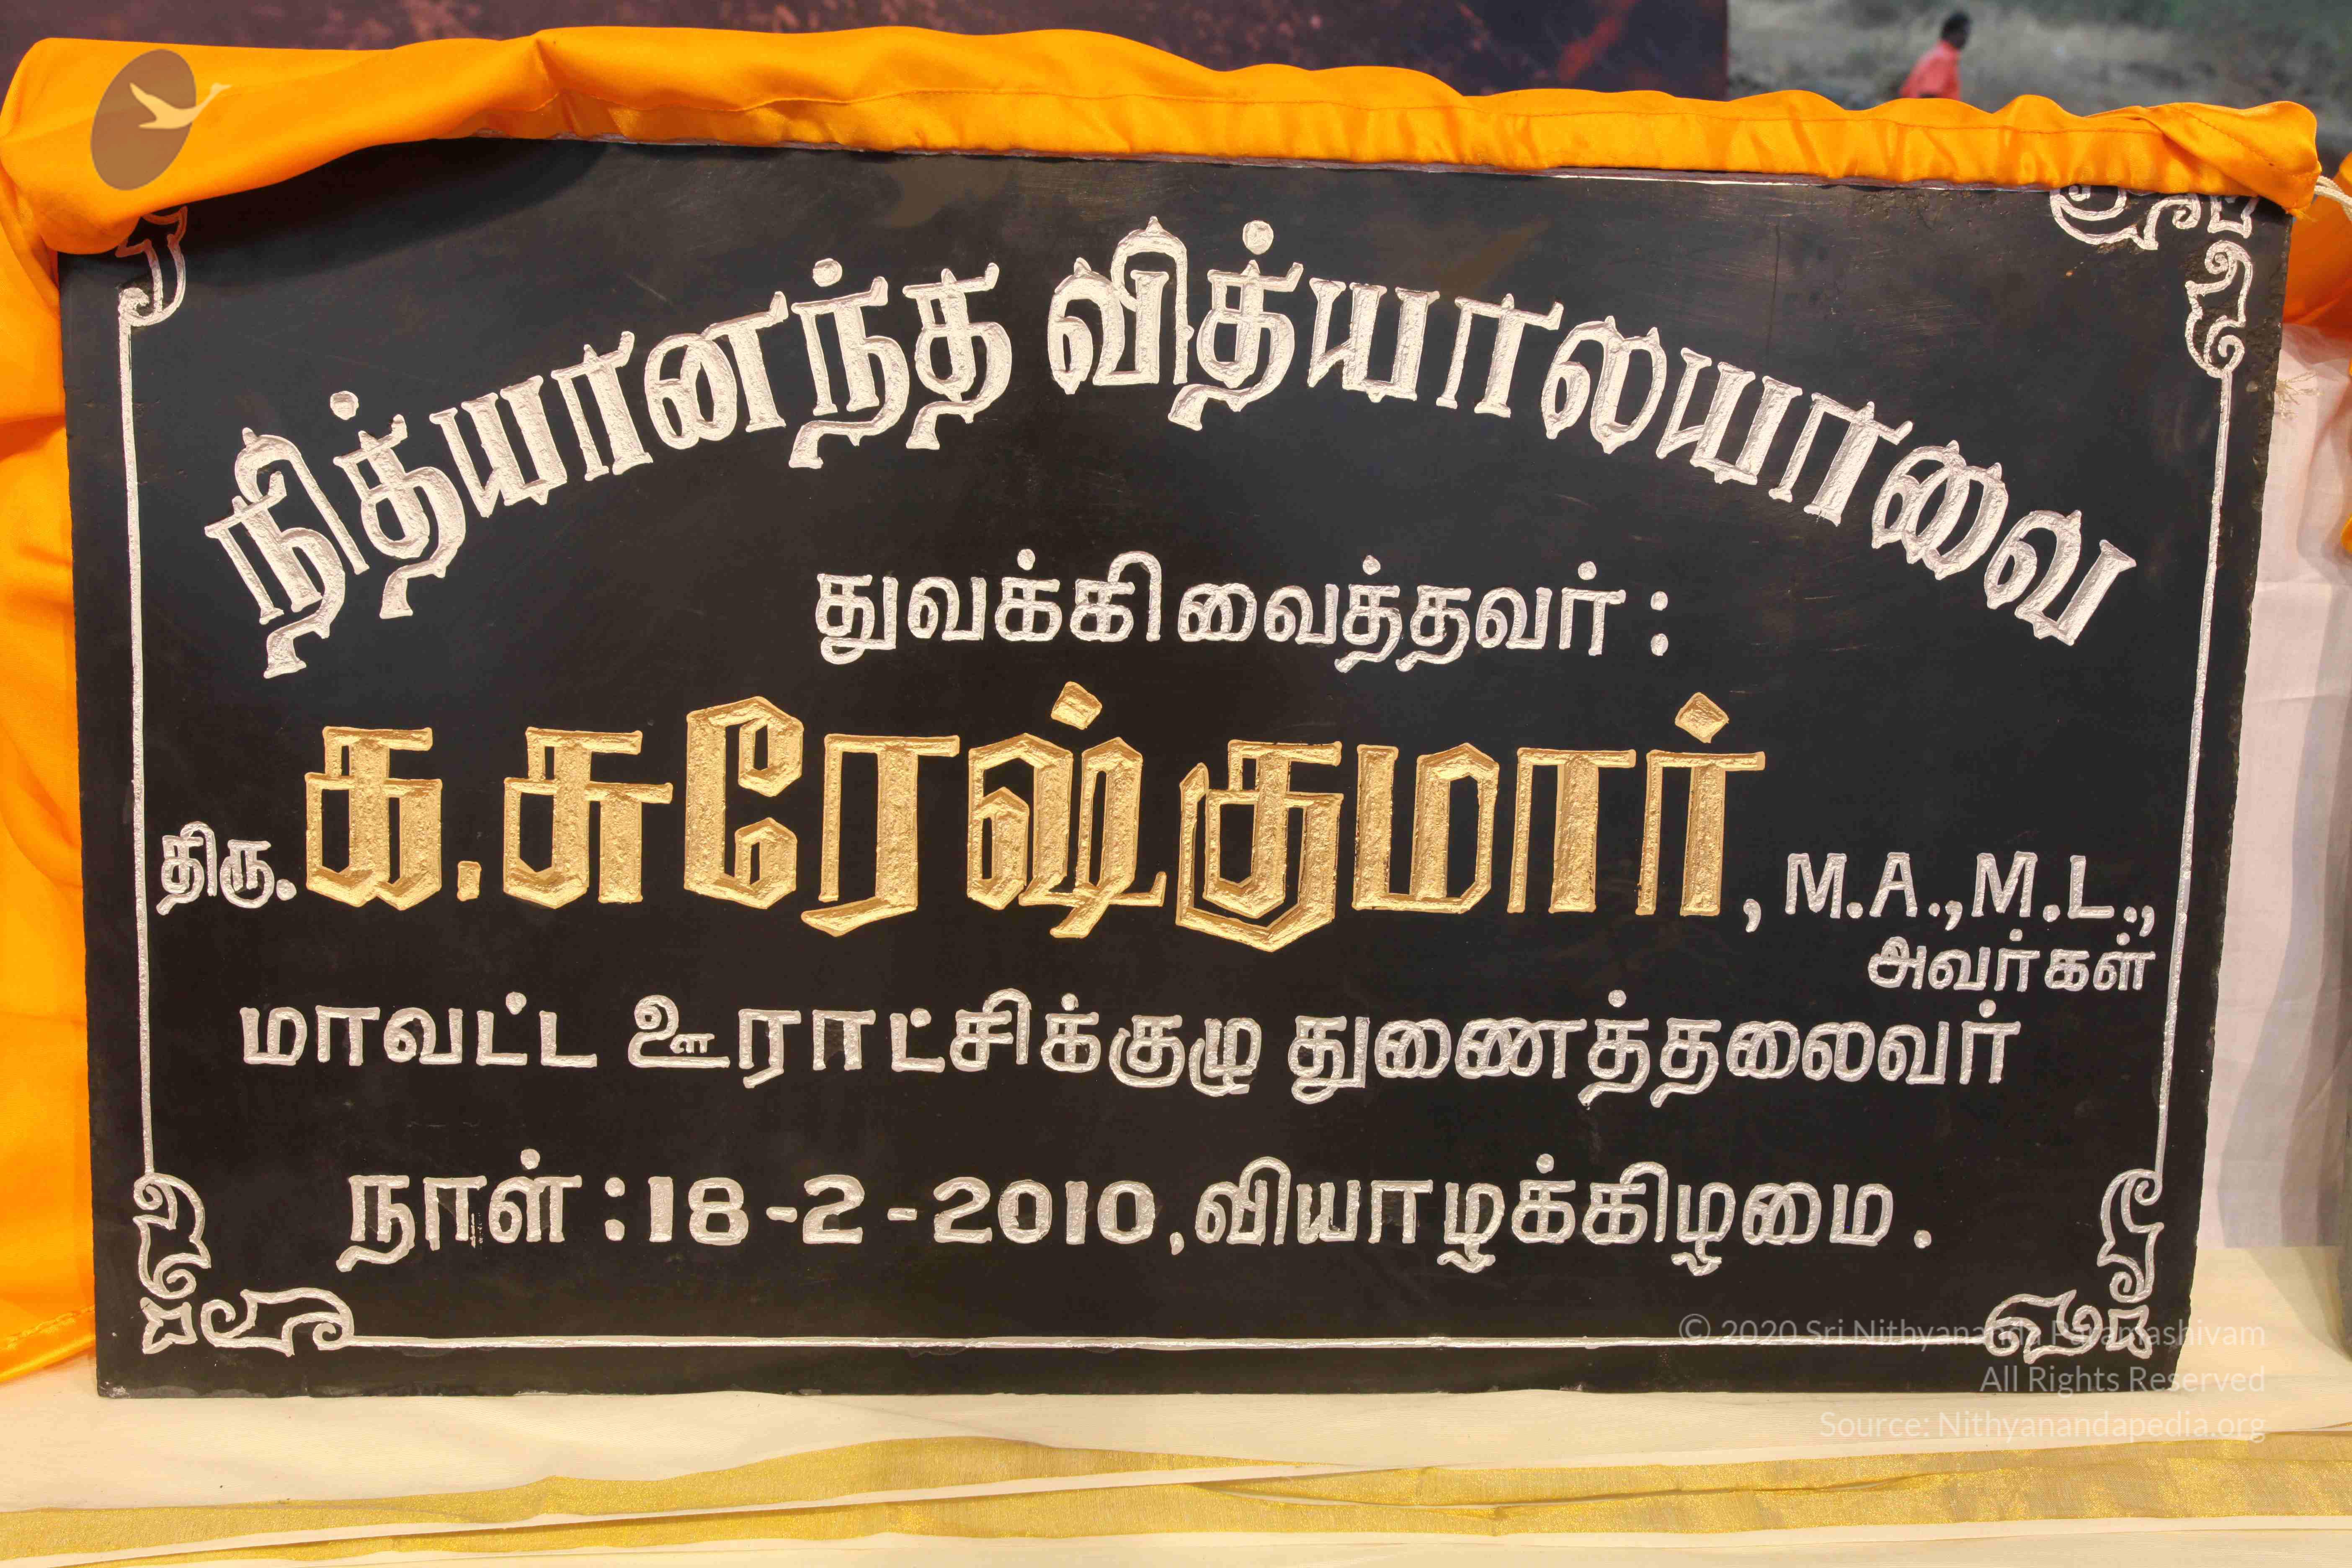 நித்யானந்த வித்யாலயாவை
துவக்கிவைத்தவர் :
திரு. க.சுரேஷ்குமார், M.A., M.L.,
அவர்கள்
மாவட்ட ஊராட்சிக்குழு துணைத்தலைவர்
நாள் : 18-2-2010, வியாழக்கிழமை.
© 2020 Sri Nithyananda Paramashivam
All Rights Reserved
Source: Nithyanandapedia.org